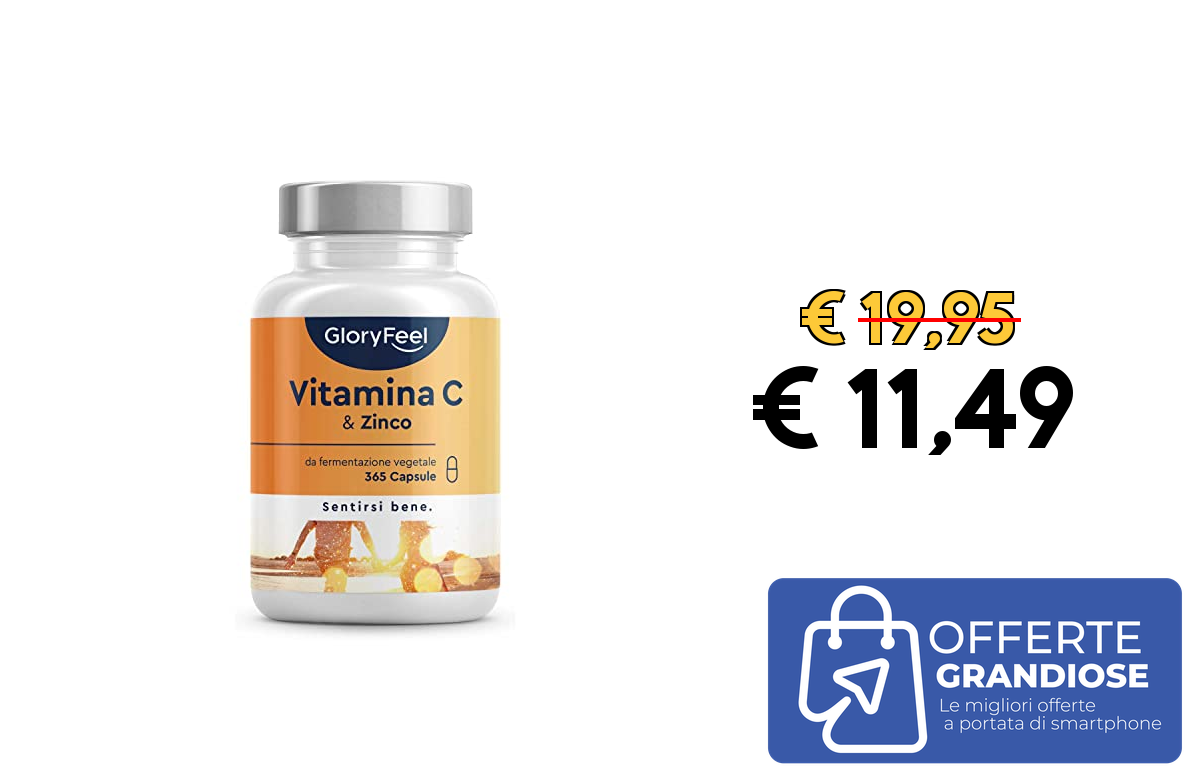 GloryFeel
Vitamina C
& Zinco
da fermentazione vegetale
365 Capsule
Sentirsi bene.
€ 19,95
€ 11,49
OFFERTE
GRANDIOSE
Le migliori offerte
a portata di smartphone